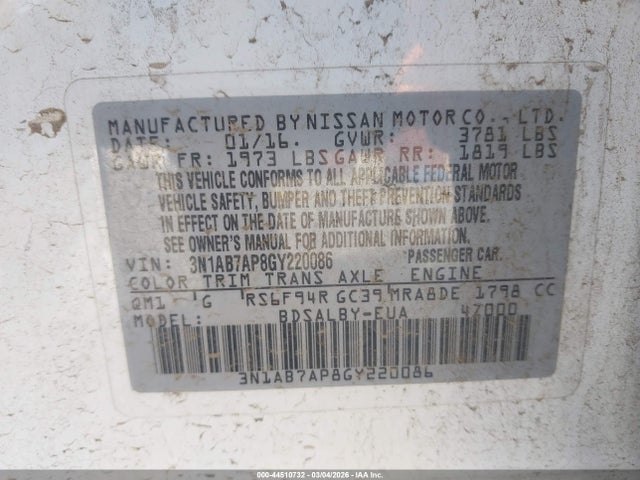 MANUFACTURED BY NISSAN MOTOR CO., LTD.
DATE: 01/16. GVWR: 3781 LBS
GAWR FR: 1973 LBS GAWR RR: 1819 LBS
THIS VEHICLE CONFORMS TO ALL APPLICABLE FEDERAL MOTOR
VEHICLE SAFETY, BUMPER AND THEFT PREVENTION STANDARDS
IN EFFECT ON THE DATE OF MANUFACTURE SHOWN ABOVE.
SEE OWNER'S MANUAL FOR ADDITIONAL INFORMATION.
VIN: 3N1AB7AP8GY220086 PASSENGER CAR.
COLOR TRIM TRANS AXLE ENGINE
QM1 G RS6F94R GC39 MRA8DE 1798 CC
MODEL: BDSALBY-EUA 47000
3N1AB7AP8GY220086
000-44510732 - 03/04/2026 - IAA Inc.